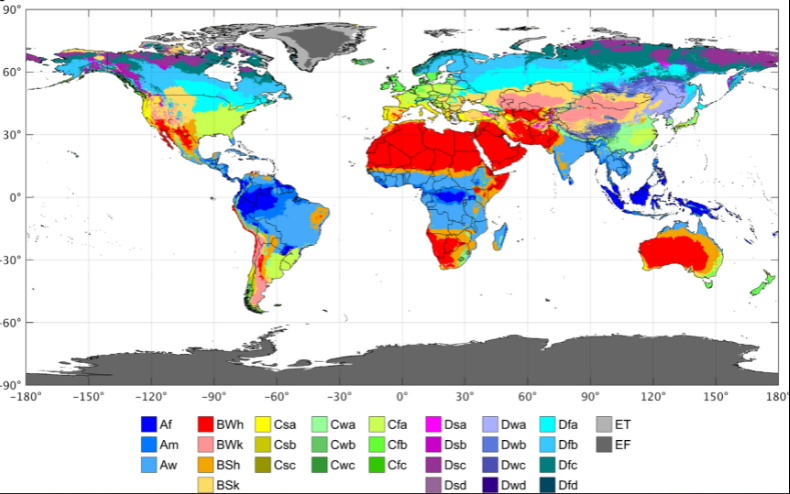 90°
60°
30°
0°
-30°
-60°
-90°
-180° -150° -120° -90° -60° -30° 0° 30° 60° 90° 120° 150° 180°
Af BWh Csa Cwa Cfa Dsa Dwa Dfa ET
Am BWk Csb Cwb Cfb Dsb Dwb Dfb EF
Aw BSh Csc Cwc Cfc Dsc Dwc Dfc
BSk Dsd Dwd Dfd